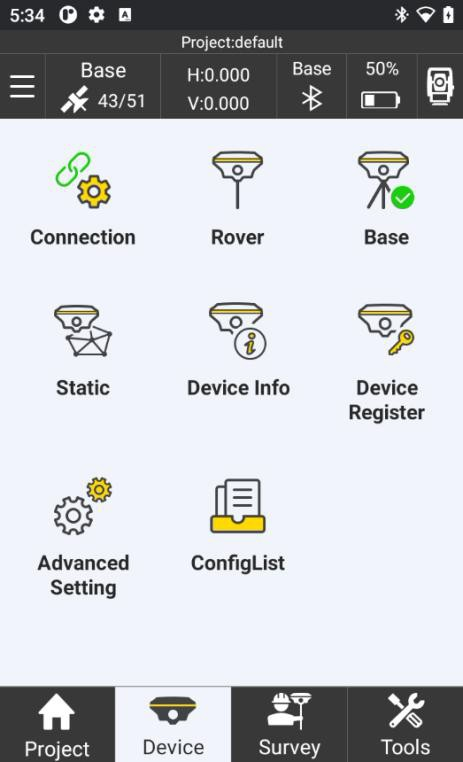 5:34 A
Project:default
Base
43/51
H:0.000
V:0.000
Base
50%
Connection
Rover
Base
Static
Device Info
Device
Register
Advanced
Setting
ConfigList
Project
Device
Survey
Tools